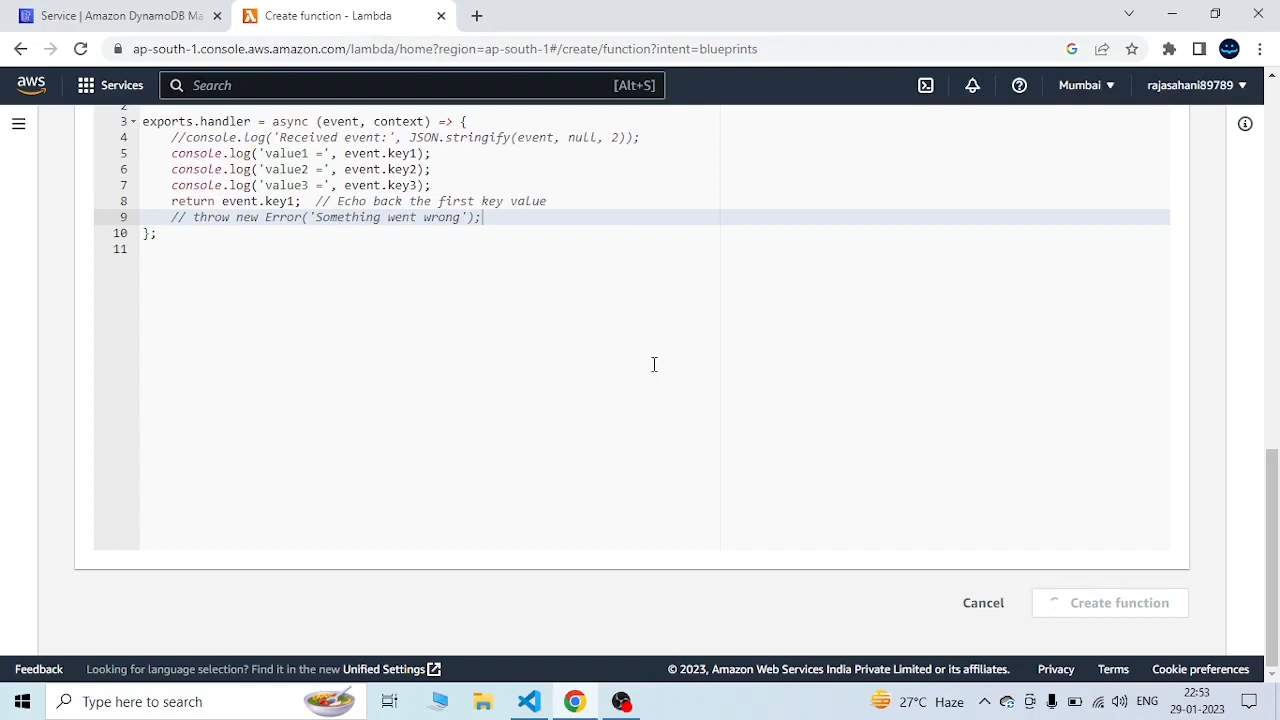 Service | Amazon DynamoDB Ma
Create function - Lambda
ap-south-1.console.aws.amazon.com/lambda/home?region=ap-south-1#/create/function?intent=blueprints
aws
Services
Search
[Alt+S]
Mumbai
rajasahani89789
2
3 exports.handler = async (event, context) => {
4 //console.log('Received event:', JSON.stringify(event, null, 2));
5 console.log('value1 =', event.key1);
6 console.log('value2 =', event.key2);
7 console.log('value3 =', event.key3);
8 return event.key1;  // Echo back the first key value
9 // throw new Error('Something went wrong');
10 };
11
Cancel
Create function
Feedback
Looking for language selection? Find it in the new Unified Settings
© 2023, Amazon Web Services India Private Limited or its affiliates.
Privacy
Terms
Cookie preferences
Type here to search
27°C Haze
ENG
22:53
29-01-2023